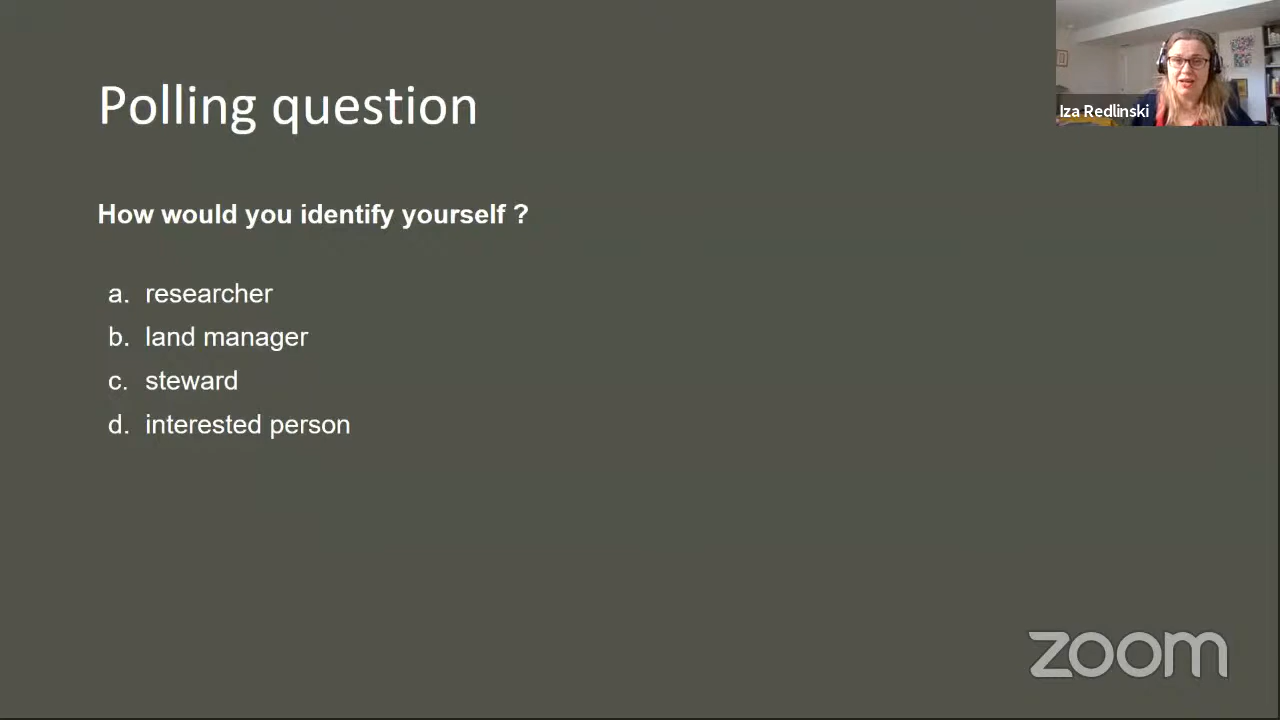 Polling question
Iza Redlinski
How would you identify yourself ?
a. researcher
b. land manager
c. steward
d. interested person
zoom